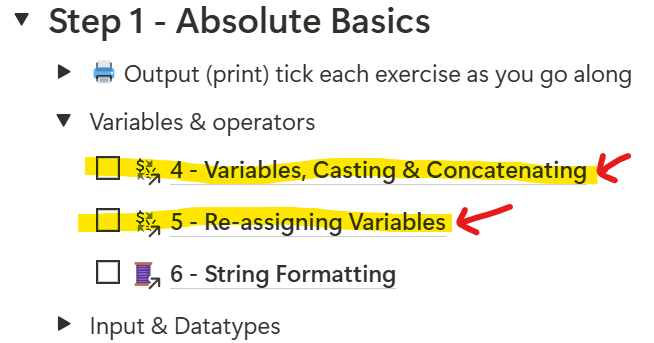 Step 1 - Absolute Basics
Output (print) tick each exercise as you go along
Variables & operators
4 - Variables, Casting & Concatenating
5 - Re-assigning Variables
6 - String Formatting
Input & Datatypes